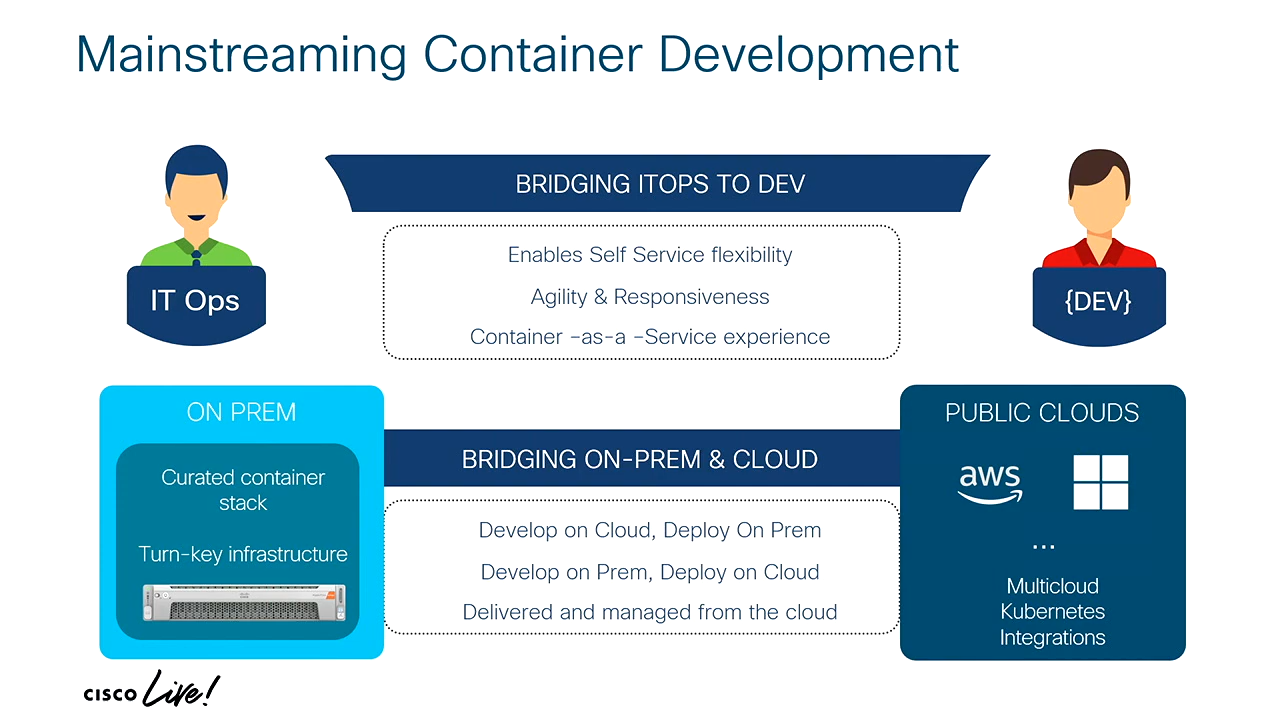 Mainstreaming Container Development
BRIDGING ITOPS TO DEV
Enables Self Service flexibility
Agility & Responsiveness
Container -as-a -Service experience
IT Ops
{DEV}
ON PREM
Curated container
stack
Turn-key infrastructure
BRIDGING ON-PREM & CLOUD
Develop on Cloud, Deploy On Prem
Develop on Prem, Deploy on Cloud
Delivered and managed from the cloud
PUBLIC CLOUDS
aws
...
Multicloud
Kubernetes
Integrations
CISCO Live!